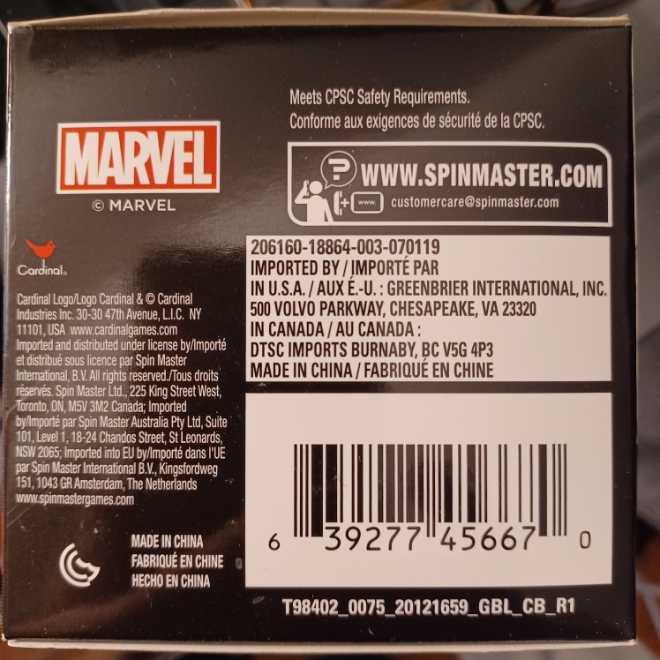 Meets CPSC Safety Requirements.
Conforme aux exigences de sécurité de la CPSC.
MARVEL
© MARVEL
? WWW.SPINMASTER.COM
www. customercare@spinmaster.com
Cardinal®
Cardinal Logo/Logo Cardinal & © Cardinal
Industries Inc. 30-30 47th Avenue, L.I.C. NY
11101, USA www.cardinalgames.com
Imported and distributed under license by/Importé
et distribué sous licence par Spin Master
International, B.V. All rights reserved./Tous droits
réservés. Spin Master Ltd., 225 King Street West,
Toronto, ON, M5V 3M2 Canada; Imported
by/Importé par Spin Master Australia Pty Ltd, Suite
101, Level 1, 18-24 Chandos Street, St Leonards,
NSW 2065; Imported into EU by/Importé dans l'UE
par Spin Master International B.V., Kingsfordweg
151, 1043 GR Amsterdam, The Netherlands
www.spinmastergames.com
206160-18864-003-070119
IMPORTED BY / IMPORTÉ PAR
IN U.S.A. / AUX É.-U. : GREENBRIER INTERNATIONAL, INC.
500 VOLVO PARKWAY, CHESAPEAKE, VA 23320
IN CANADA / AU CANADA :
DTSC IMPORTS BURNABY, BC V5G 4P3
MADE IN CHINA / FABRIQUÉ EN CHINE
MADE IN CHINA
FABRIQUÉ EN CHINE
HECHO EN CHINA
6 39277 45667 0
T98402_0075_20121659_GBL_CB_R1